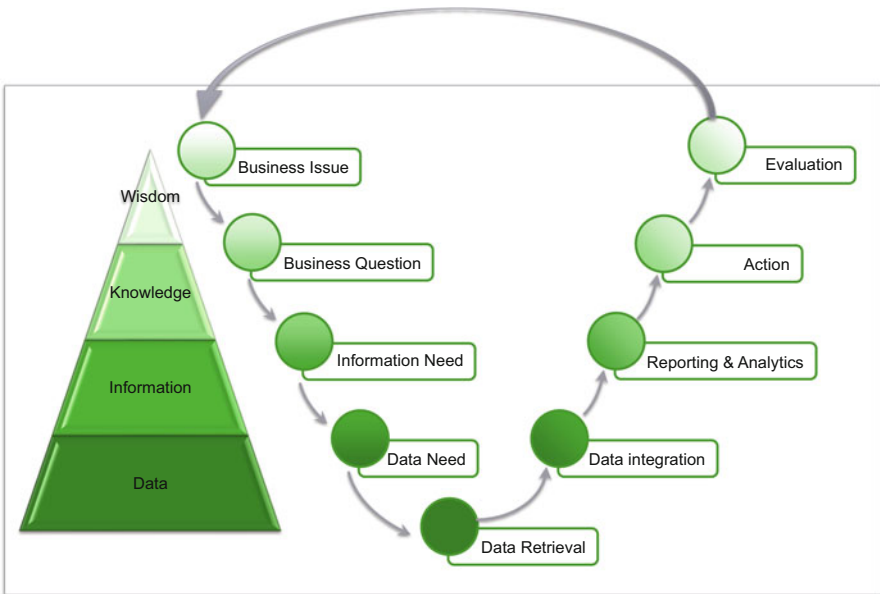 Wisdom
Knowledge
Information
Data
Business Issue
Business Question
Information Need
Data Need
Data Retrieval
Data integration
Reporting & Analytics
Action
Evaluation